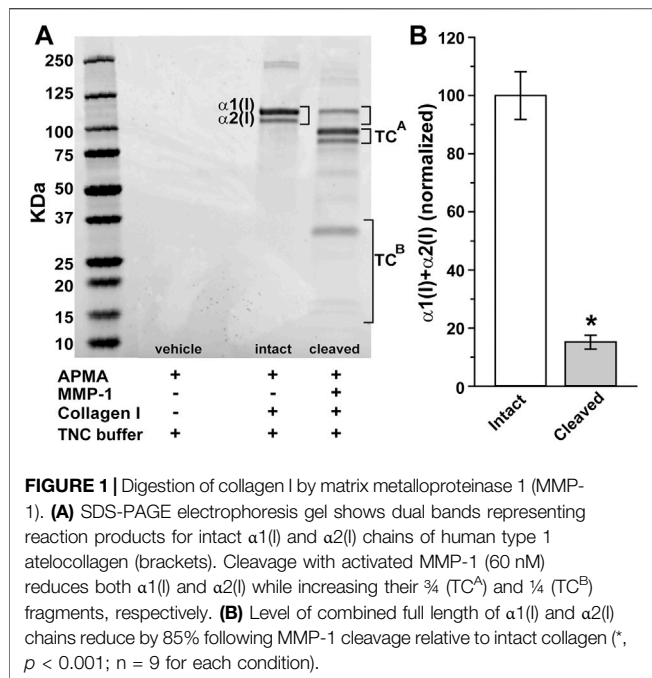 A
B
250
125
100
75
50
37
25
20
15
10
KDa
α1(I)
α2(I)
TC^A
TC^B
vehicle intact cleaved
APMA + + +
MMP-1 - - +
Collagen I - + +
TNC buffer + + +
α1(I)+α2(I) (normalized)
120
100
80
60
40
20
0
*
Intact
Cleaved
FIGURE 1 | Digestion of collagen I by matrix metalloproteinase 1 (MMP-
1). (A) SDS-PAGE electrophoresis gel shows dual bands representing
reaction products for intact α1(I) and α2(I) chains of human type 1
atelocollagen (brackets). Cleavage with activated MMP-1 (60 nM)
reduces both α1(I) and α2(I) while increasing their ¾ (TC^A) and ¼ (TC^B)
fragments, respectively. (B) Level of combined full length of α1(I) and α2(I)
chains reduce by 85% following MMP-1 cleavage relative to intact collagen (*,
p < 0.001; n = 9 for each condition).